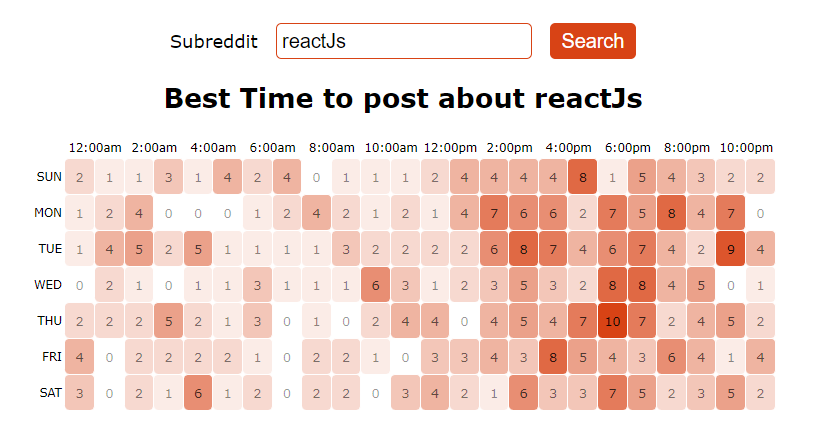 Subreddit reactJs Search
Best Time to post about reactJs
12:00am 2:00am 4:00am 6:00am 8:00am 10:00am 12:00pm 2:00pm 4:00pm 6:00pm 8:00pm 10:00pm
SUN 2 1 1 3 1 4 2 4 0 1 1 1 2 4 4 4 4 8 1 5 4 3 2 2
MON 1 2 4 0 0 0 1 2 4 2 1 2 1 4 7 6 6 2 7 5 8 4 7 0
TUE 1 4 5 2 5 1 1 1 1 3 2 2 2 2 6 8 7 4 6 7 4 2 9 4
WED 0 2 1 0 1 1 3 1 1 1 6 3 1 2 3 5 3 2 8 8 4 5 0 1
THU 2 2 2 5 2 1 3 0 1 0 2 4 4 0 4 5 4 7 10 7 2 4 5 2
FRI 4 0 2 2 2 2 1 0 2 2 1 0 3 3 4 3 8 5 4 3 6 4 1 4
SAT 3 0 2 1 6 1 2 0 2 2 0 3 4 2 1 6 3 3 7 5 2 3 5 2